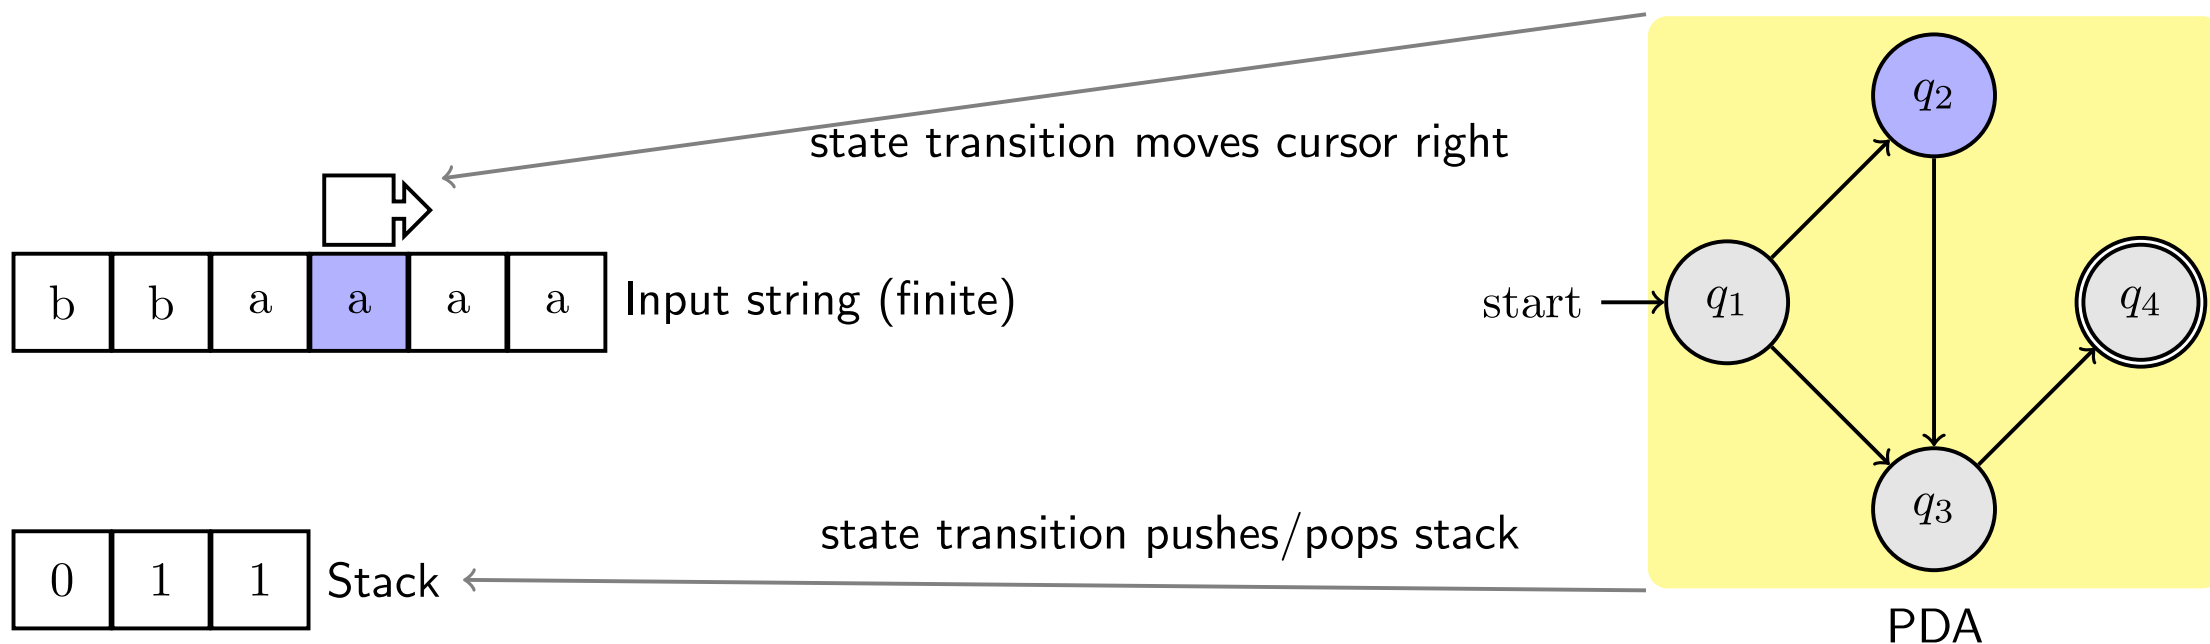 q2
state transition moves cursor right
b b a a a a Input string (finite)
start q1 q4
q3
state transition pushes/pops stack
0 1 1 Stack
PDA